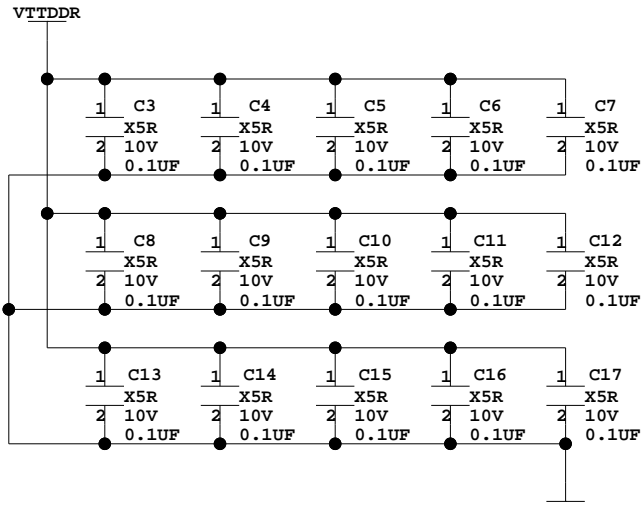 VTTDDR
1 C3 1 C4 1 C5 1 C6 1 C7
X5R X5R X5R X5R X5R
2 10V 2 10V 2 10V 2 10V 2 10V
0.1UF 0.1UF 0.1UF 0.1UF 0.1UF
1 C8 1 C9 1 C10 1 C11 1 C12
X5R X5R X5R X5R X5R
2 10V 2 10V 2 10V 2 10V 2 10V
0.1UF 0.1UF 0.1UF 0.1UF 0.1UF
1 C13 1 C14 1 C15 1 C16 1 C17
X5R X5R X5R X5R X5R
2 10V 2 10V 2 10V 2 10V 2 10V
0.1UF 0.1UF 0.1UF 0.1UF 0.1UF